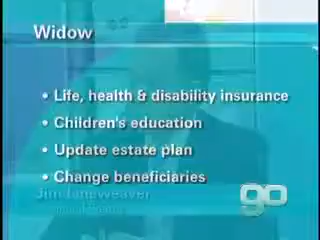 Widow
• Life, health & disability insurance
• Children's education
• Update estate plan
• Change beneficiaries
go